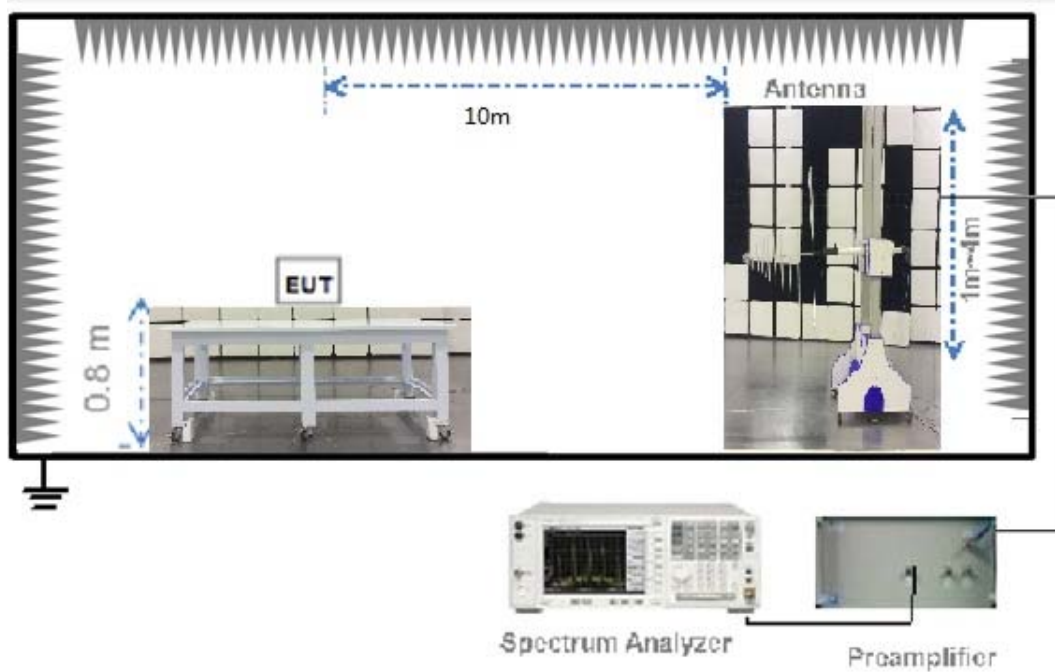 Antenna
10m
1m~4m
EUT
0.8 m
Spectrum Analyzer
Preamplifier